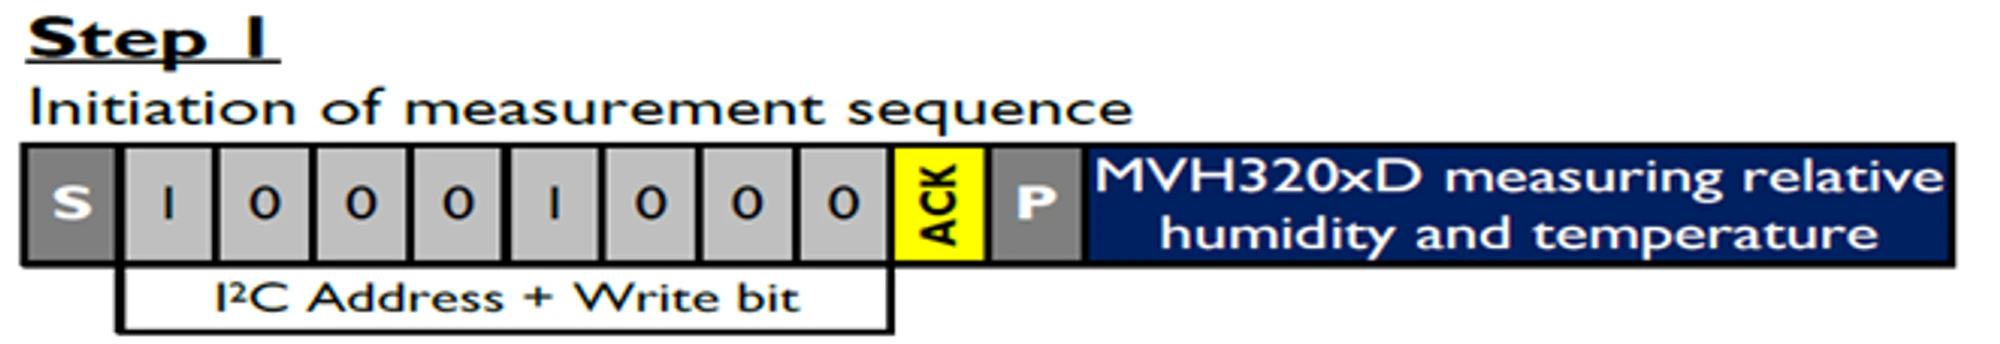 Step 1
Initiation of measurement sequence
S 1 0 0 0 1 0 0 0 ACK P MVH320xD measuring relative
humidity and temperature
I²C Address + Write bit